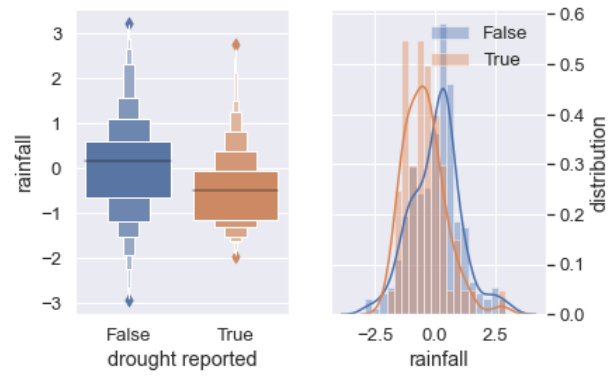 3
2
1
0
−1
−2
−3
rainfall
False
True
drought reported
False
True
0.6
0.5
0.4
0.3
0.2
0.1
0.0
distribution
−2.5
0.0
2.5
rainfall